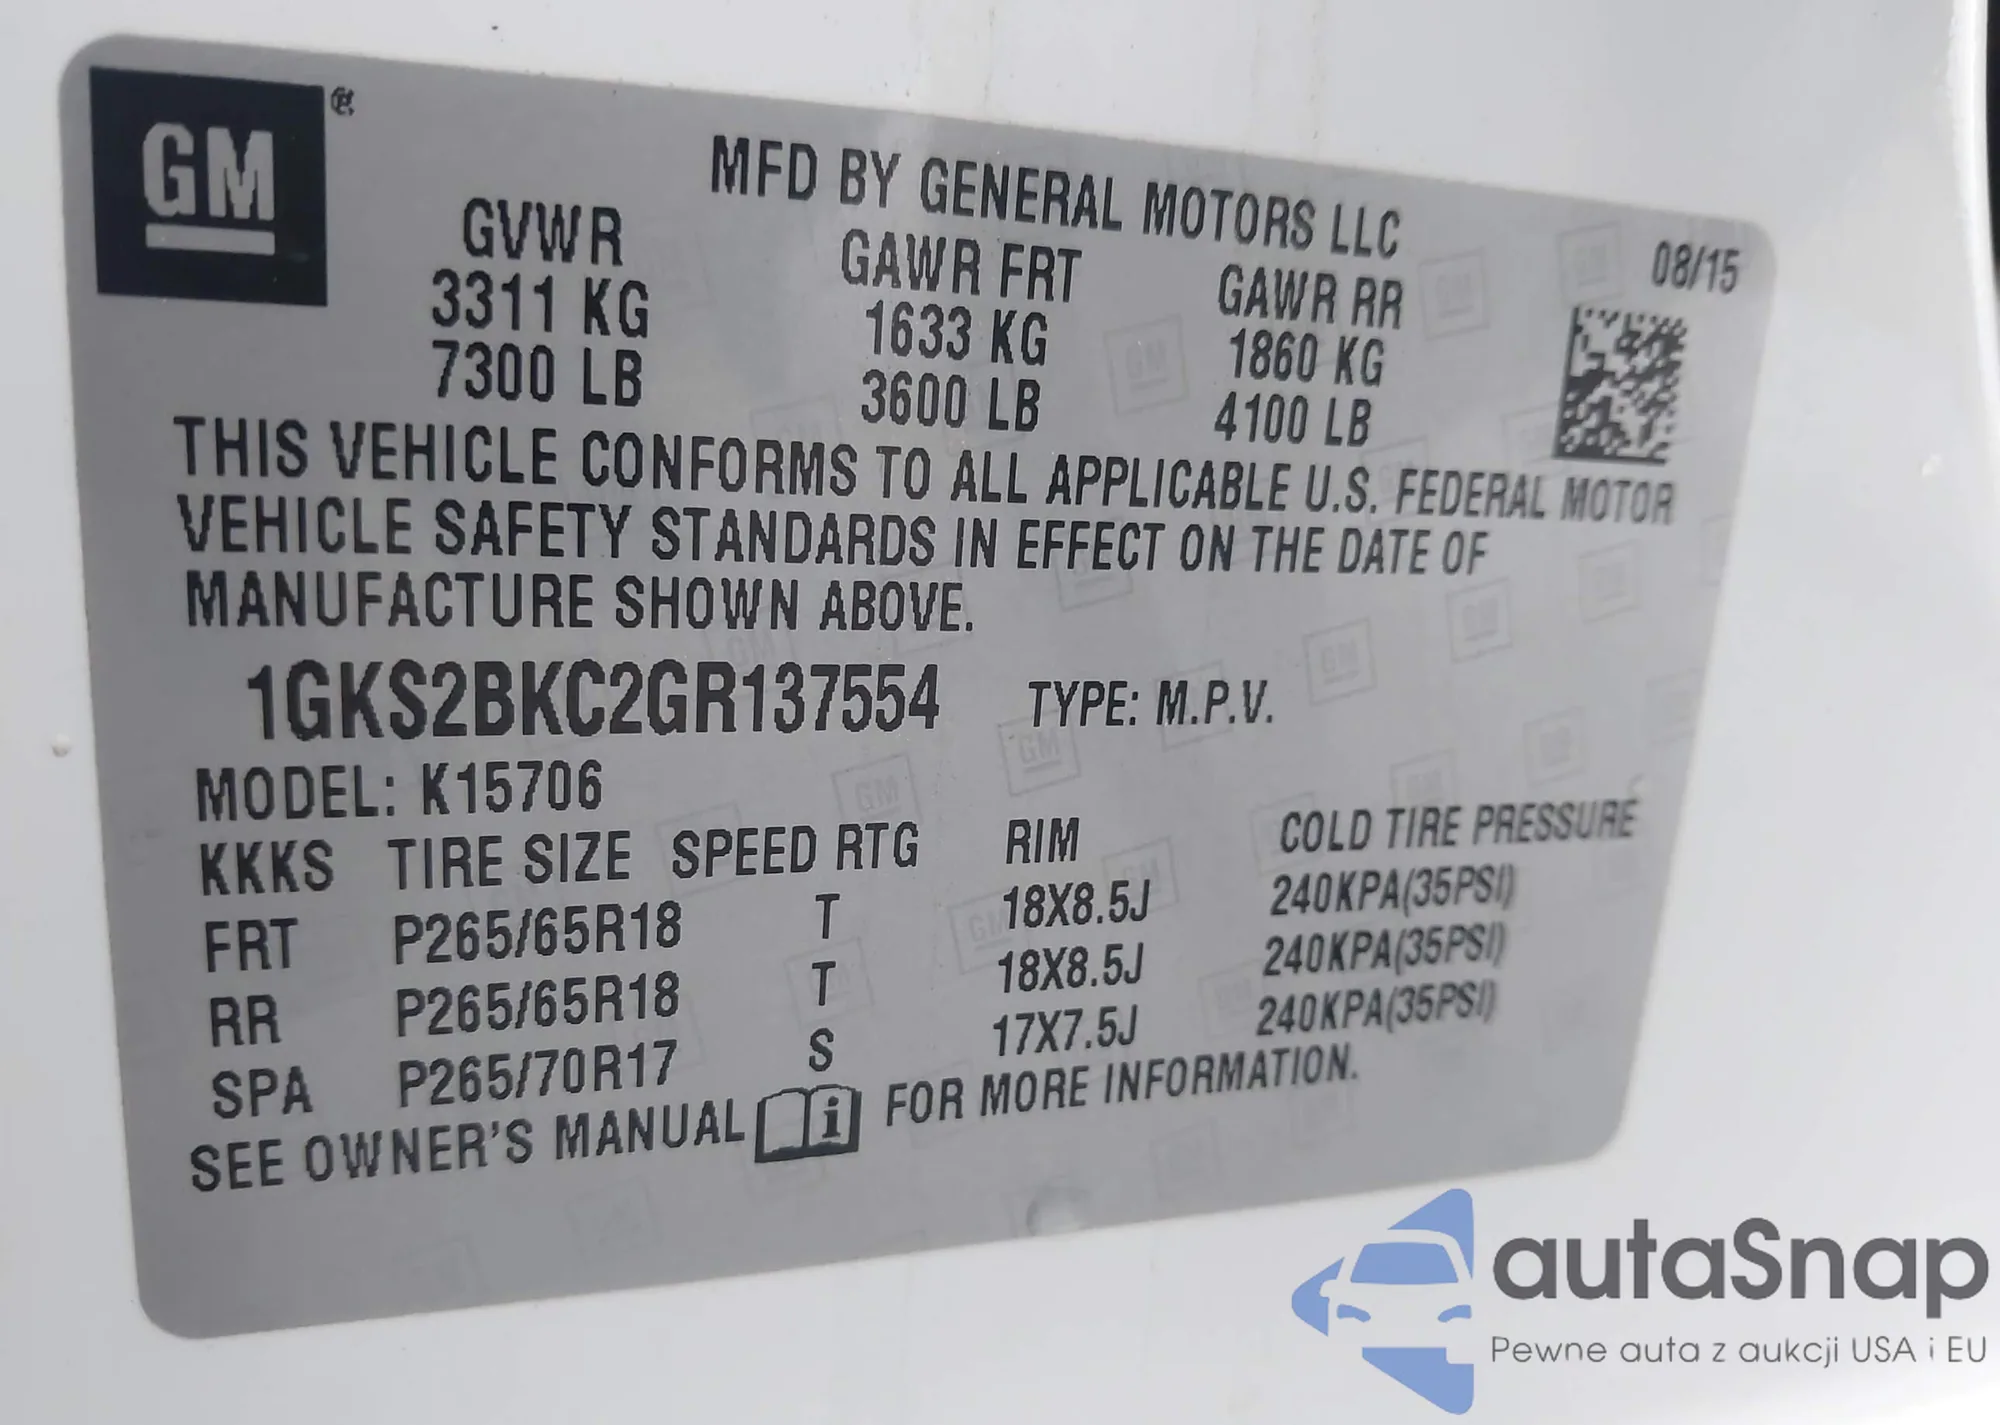 GM ®
MFD BY GENERAL MOTORS LLC
08/15
GVWR GAWR FRT GAWR RR
3311 KG 1633 KG 1860 KG
7300 LB 3600 LB 4100 LB
THIS VEHICLE CONFORMS TO ALL APPLICABLE U.S. FEDERAL MOTOR
VEHICLE SAFETY STANDARDS IN EFFECT ON THE DATE OF
MANUFACTURE SHOWN ABOVE.
1GKS2BKC2GR137554 TYPE: M.P.V.
MODEL: K15706
KKKS TIRE SIZE SPEED RTG RIM COLD TIRE PRESSURE
FRT P265/65R18 T 18X8.5J 240KPA(35PSI)
RR P265/65R18 T 18X8.5J 240KPA(35PSI)
SPA P265/70R17 S 17X7.5J 240KPA(35PSI)
SEE OWNER'S MANUAL i FOR MORE INFORMATION.
autaSnap
Pewne auta z aukcji USA i EU